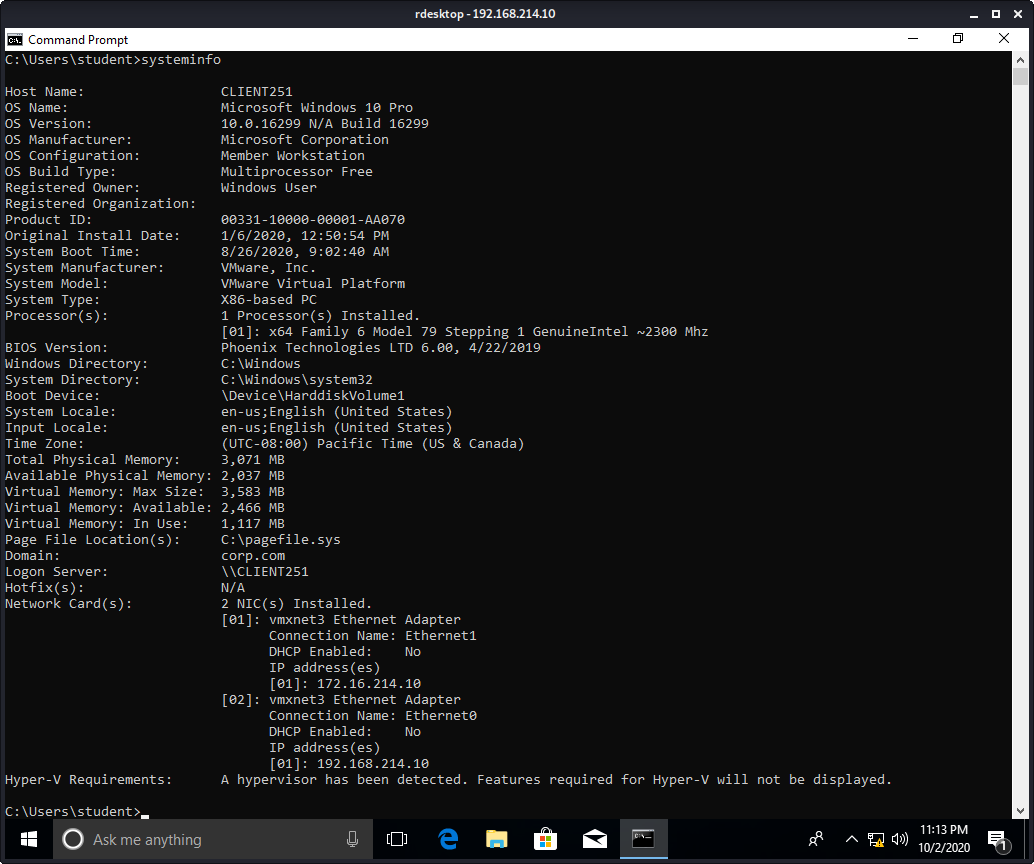 rdesktop - 192.168.214.10
Command Prompt
C:\Users\student>systeminfo
Host Name:                 CLIENT251
OS Name:                   Microsoft Windows 10 Pro
OS Version:                10.0.16299 N/A Build 16299
OS Manufacturer:           Microsoft Corporation
OS Configuration:          Member Workstation
OS Build Type:             Multiprocessor Free
Registered Owner:          Windows User
Registered Organization:
Product ID:                00331-10000-00001-AA070
Original Install Date:     1/6/2020, 12:50:54 PM
System Boot Time:          8/26/2020, 9:02:40 AM
System Manufacturer:       VMware, Inc.
System Model:              VMware Virtual Platform
System Type:               X86-based PC
Processor(s):              1 Processor(s) Installed.
                           [01]: x64 Family 6 Model 79 Stepping 1 GenuineIntel ~2300 Mhz
BIOS Version:              Phoenix Technologies LTD 6.00, 4/22/2019
Windows Directory:         C:\Windows
System Directory:          C:\Windows\system32
Boot Device:               \Device\HarddiskVolume1
System Locale:             en-us;English (United States)
Input Locale:              en-us;English (United States)
Time Zone:                 (UTC-08:00) Pacific Time (US & Canada)
Total Physical Memory:     3,071 MB
Available Physical Memory: 2,037 MB
Virtual Memory: Max Size:  3,583 MB
Virtual Memory: Available: 2,466 MB
Virtual Memory: In Use:    1,117 MB
Page File Location(s):     C:\pagefile.sys
Domain:                    corp.com
Logon Server:              \\CLIENT251
Hotfix(s):                 N/A
Network Card(s):           2 NIC(s) Installed.
                           [01]: vmxnet3 Ethernet Adapter
                                 Connection Name: Ethernet1
                                 DHCP Enabled:    No
                                 IP address(es)
                                 [01]: 172.16.214.10
                           [02]: vmxnet3 Ethernet Adapter
                                 Connection Name: Ethernet0
                                 DHCP Enabled:    No
                                 IP address(es)
                                 [01]: 192.168.214.10
Hyper-V Requirements:      A hypervisor has been detected. Features required for Hyper-V will not be displayed.
C:\Users\student>
Ask me anything
11:13 PM
10/2/2020
1